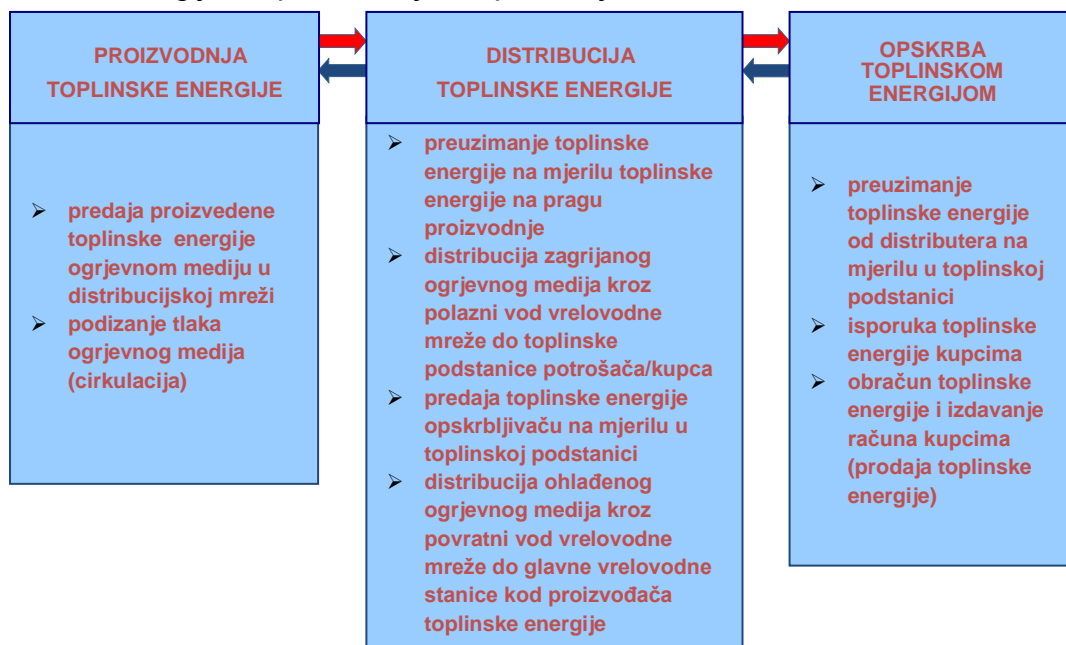 PROIZVODNJA
TOPLINSKE ENERGIJE
predaja proizvedene
toplinske energije
ogrjevnom mediju u
distribucijskoj mreži
podizanje tlaka
ogrjevnog medija
(cirkulacija)
DISTRIBUCIJA
TOPLINSKE ENERGIJE
preuzimanje toplinske
energije na mjerilu toplinske
energije na pragu
proizvodnje
distribucija zagrijanog
ogrjevnog medija kroz
polazni vod vrelovodne
mreže do toplinske
podstanice potrošača/kupca
predaja toplinske energije
opskrbljivaču na mjerilu u
toplinskoj podstanici
distribucija ohlađenog
ogrjevnog medija kroz
povratni vod vrelovodne
mreže do glavne vrelovodne
stanice kod proizvođača
toplinske energije
OPSKRBA
TOPLINSKOM
ENERGIJOM
preuzimanje
toplinske energije
od distributera na
mjerilu u toplinskoj
podstanici
isporuka toplinske
energije kupcima
obračun toplinske
energije i izdavanje
računa kupcima
(prodaja toplinske
energije)